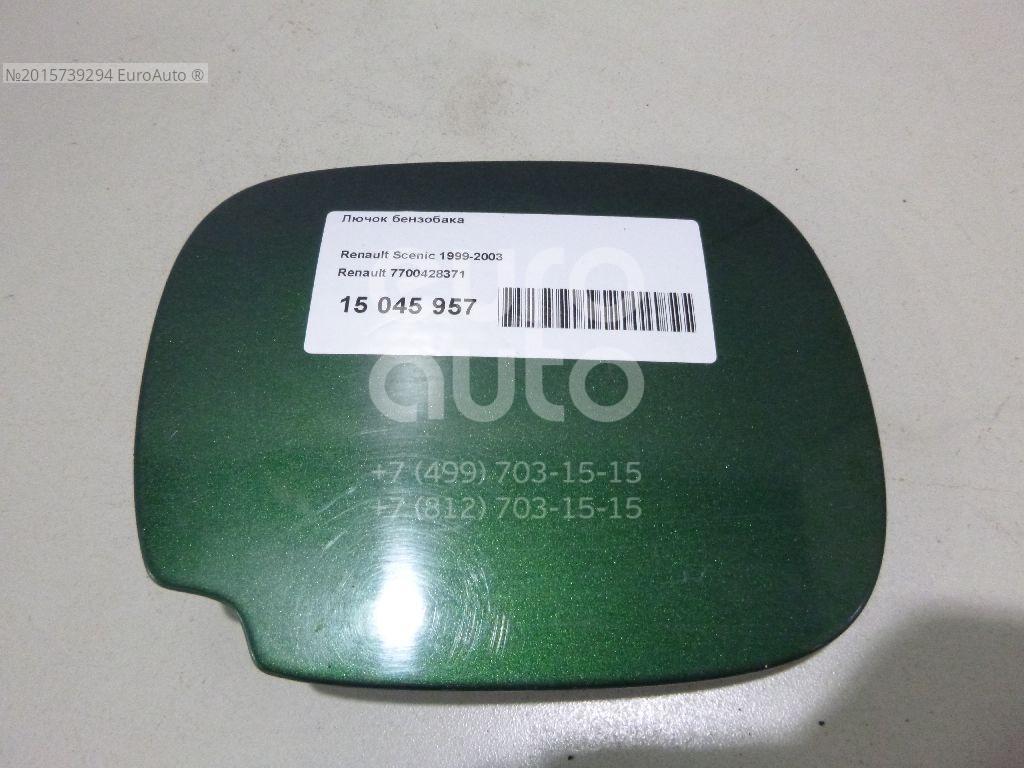 №2015739294 EuroAuto ®
Лючок бензобака
Renault Scenic 1999-2003
Renault 7700428371
15 045 957
euro
auto
+7 (499) 703-15-15
+7 (812) 703-15-15